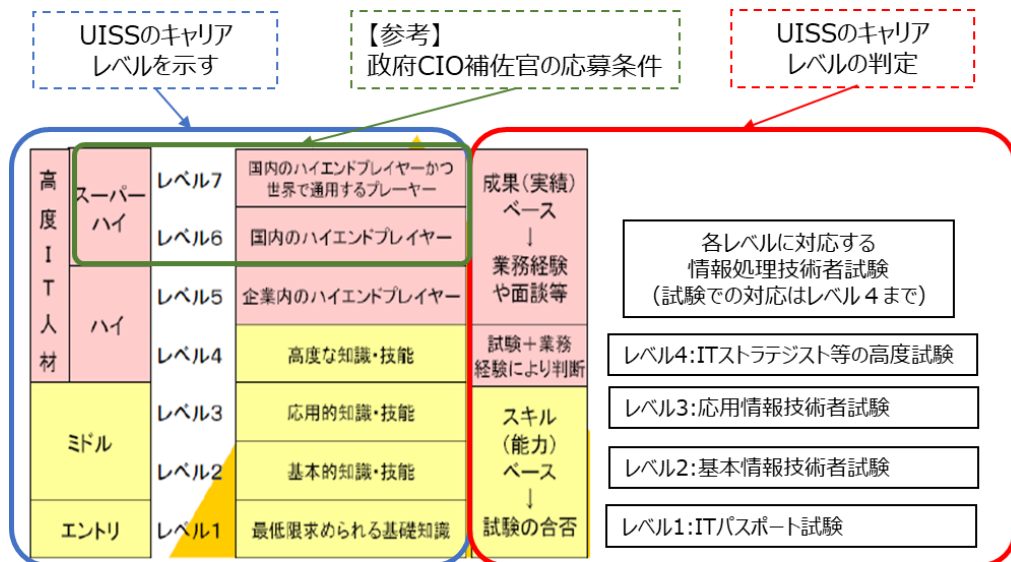 UISSのキャリア
レベルを示す
【参考】
政府CIO補佐官の応募条件
UISSのキャリア
レベルの判定
高度IT人材
スーパー
ハイ
レベル7
国内のハイエンドプレイヤーかつ
世界で通用するプレーヤー
レベル6
国内のハイエンドプレイヤー
ハイ
レベル5
企業内のハイエンドプレイヤー
レベル4
高度な知識・技能
ミドル
レベル3
応用的知識・技能
レベル2
基本的知識・技能
エントリ
レベル1
最低限求められる基礎知識
成果(実績)
ベース
↓
業務経験
や面談等
試験+業務
経験により判断
スキル
(能力)
ベース
↓
試験の合否
各レベルに対応する
情報処理技術者試験
(試験での対応はレベル4まで)
レベル4:ITストラテジスト等の高度試験
レベル3:応用情報技術者試験
レベル2:基本情報技術者試験
レベル1:ITパスポート試験